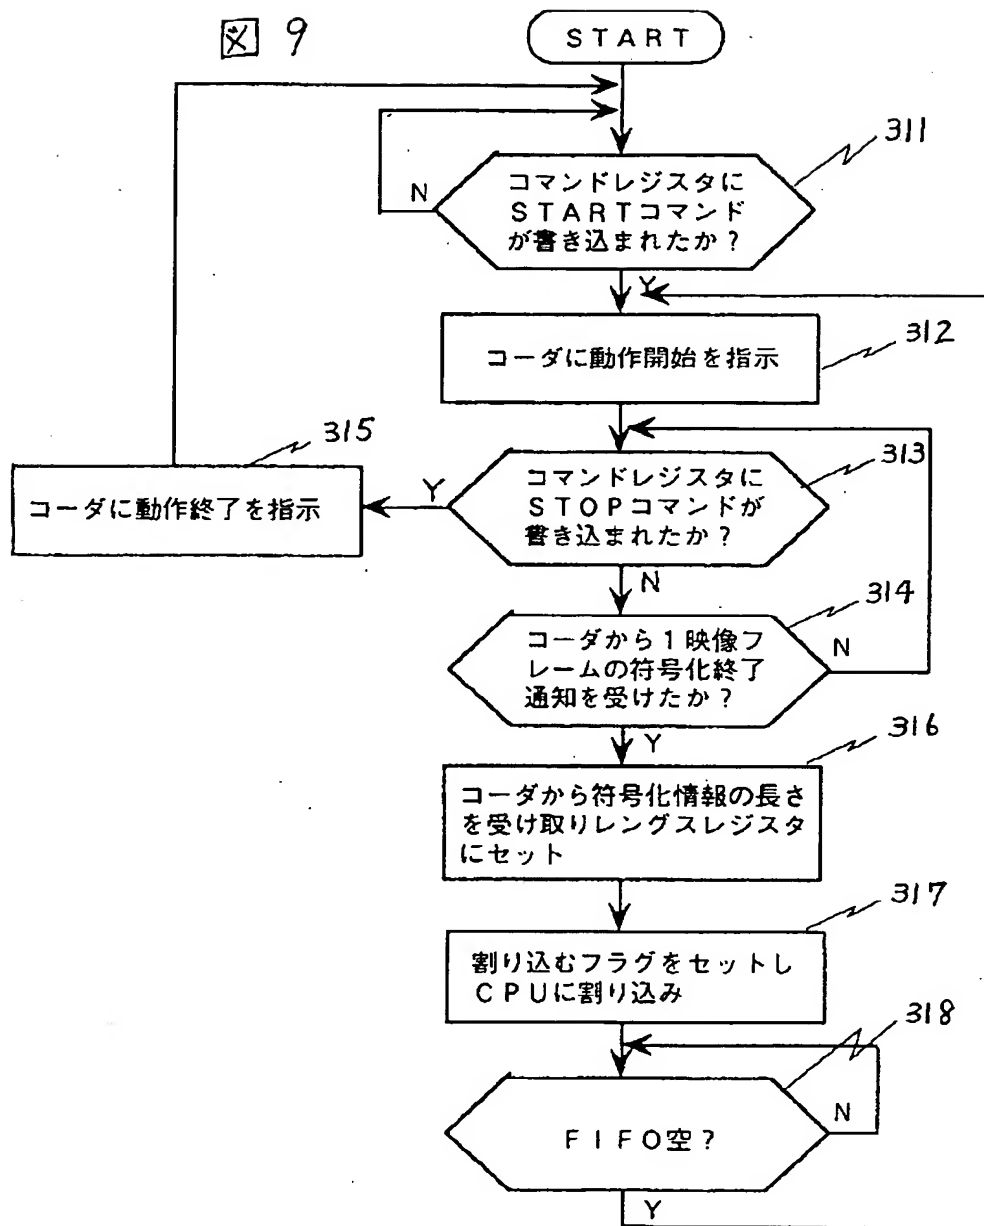 図 9
START
311
コマンドレジスタに
STARTコマンド
が書き込まれたか？
N
Y
312
コーダに動作開始を指示
315
コーダに動作終了を指示
313
コマンドレジスタに
STOPコマンドが
書き込まれたか？
Y
N
314
コーダから1映像フ
レームの符号化終了
通知を受けたか？
N
Y
316
コーダから符号化情報の長さ
を受け取りレングスレジスタ
にセット
317
割り込むフラグをセットし
CPUに割り込み
318
FIFO空？
N
Y